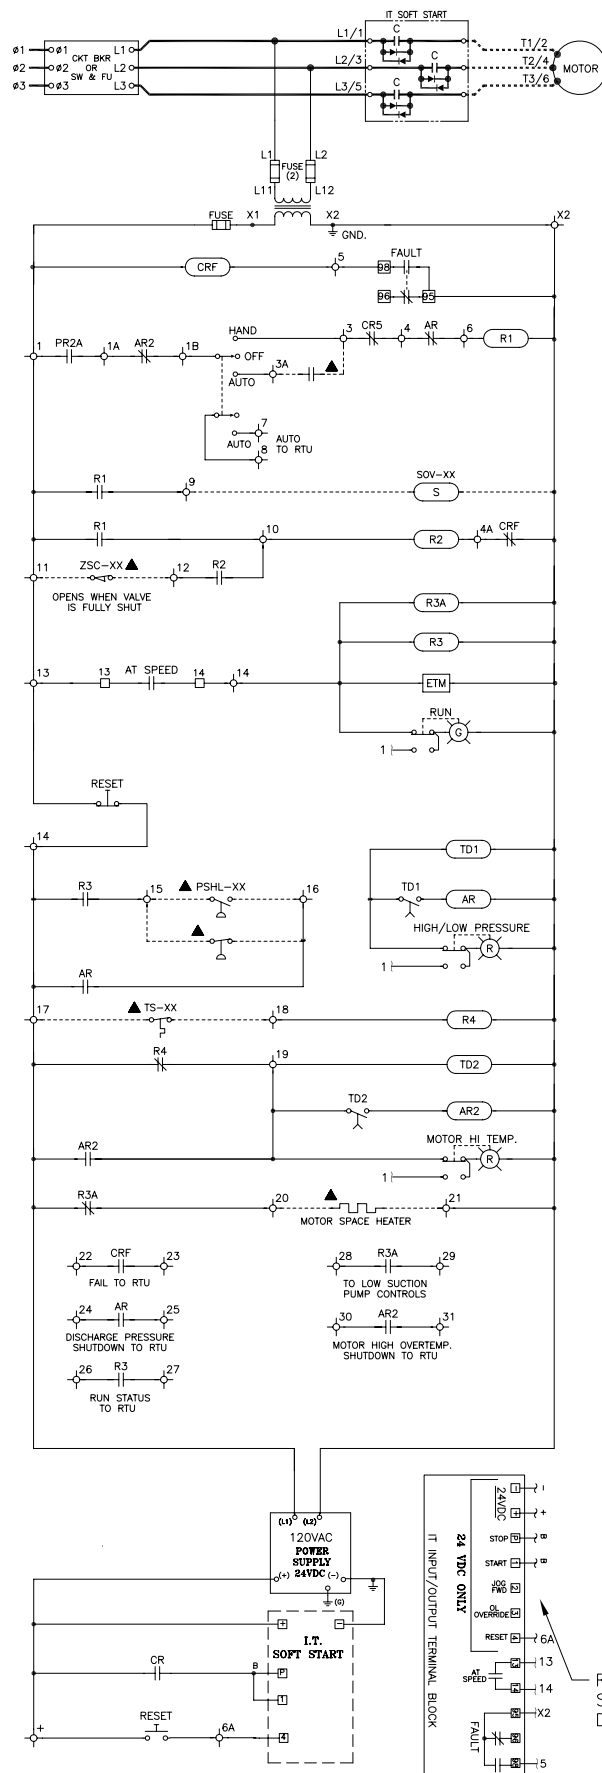 IT SOFT START
ø1 ø1 CKT BKR L1 L1/1 C T1/2
ø2 ø2 OR L2 L2/3 C T2/4 MOTOR
ø3 ø3 SW & FU L3 L3/5 C T3/6
L1 L2
FUSE
(2)
L11 L12
FUSE X1 X2 X2
GND.
CRF 5 98 FAULT
96 95
HAND
1 PR2A 1A AR2 1B OFF 3 CR5 4 AR 6 R1
AUTO 3A
7
AUTO AUTO
8 TO RTU
R1 9 SOV-XX
S
R1 10 R2 4A CRF
11 ZSC-XX 12 R2
OPENS WHEN VALVE
IS FULLY SHUT
R3A
R3
13 13 AT SPEED 14 14 ETM
RUN
G
1
RESET
14
TD1
R3 15 PSHL-XX 16 TD1 AR
HIGH/LOW PRESSURE
R
1
AR
17 TS-XX 18 R4
R4 19 TD2
TD2 AR2
AR2 MOTOR HI TEMP.
R
1
R3A 20 21
MOTOR SPACE HEATER
22 CRF 23 28 R3A 29
FAIL TO RTU TO LOW SUCTION
PUMP CONTROLS
24 AR 25 30 AR2 31
DISCHARGE PRESSURE MOTOR HIGH OVERTEMP.
SHUTDOWN TO RTU SHUTDOWN TO RTU
26 R3 27
RUN STATUS
TO RTU
(L1) (L2)
120VAC
POWER
SUPPLY
(+) 24VDC (-)
(G)
+ -
I.T.
SOFT START
CR B P
1
+ RESET 6A 4
IT INPUT/OUTPUT TERMINAL BLOCK
24 VDC ONLY
24VDC - -
+ +
STOP P B
START 1 B
JOG
FWD 2
OL
OVERRIDE 3
RESET 4 6A
AT
SPEED 13 13
14 14
FAULT 95 X2
96
98 5